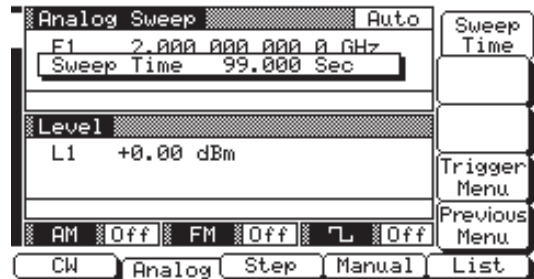 Analog Sweep Auto
F1 2.000 000 000 0 GHz
Sweep Time 99.000 Sec
Level
L1 +0.00 dBm
AM Off FM Off Off
Sweep
Time
Trigger
Menu
Previous
Menu
CW Analog Step Manual List